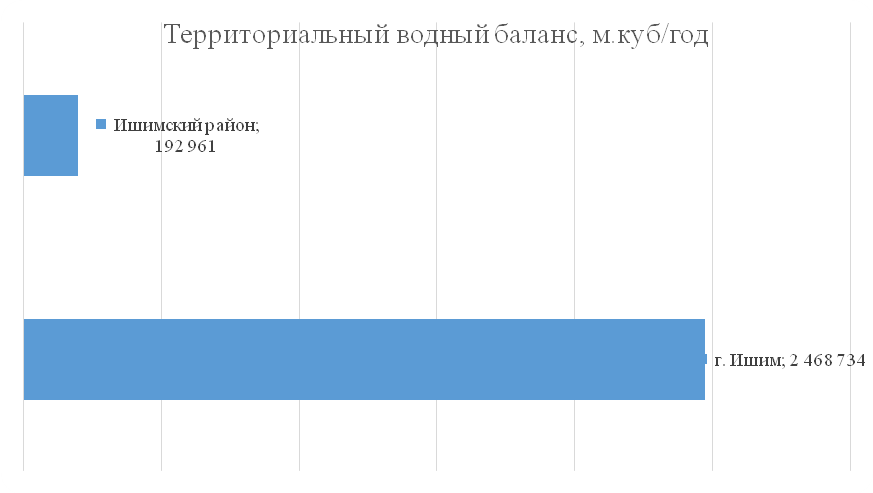 Территориальный водный баланс, м.куб/год
Ишимский район;
192 961
г. Ишим; 2 468 734